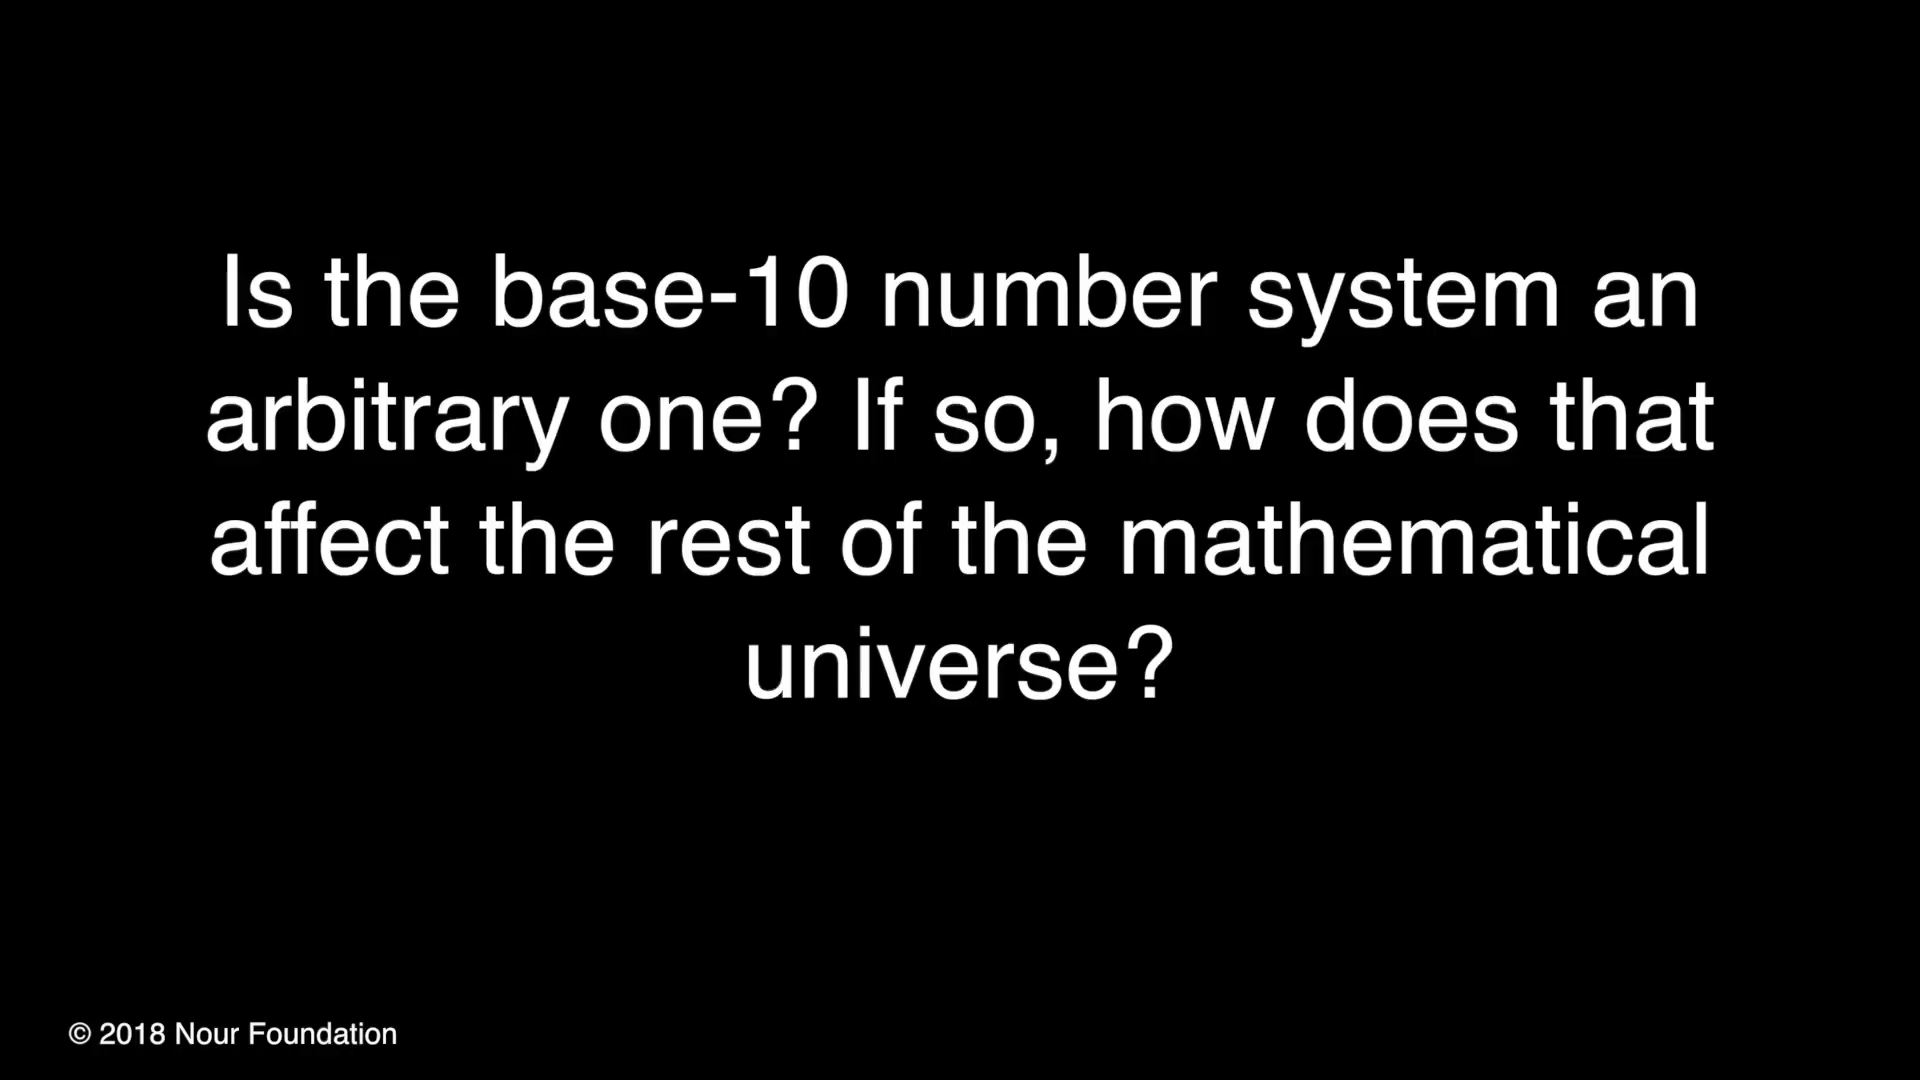 Is the base-10 number system an
arbitrary one? If so, how does that
affect the rest of the mathematical
universe?
© 2018 Nour Foundation